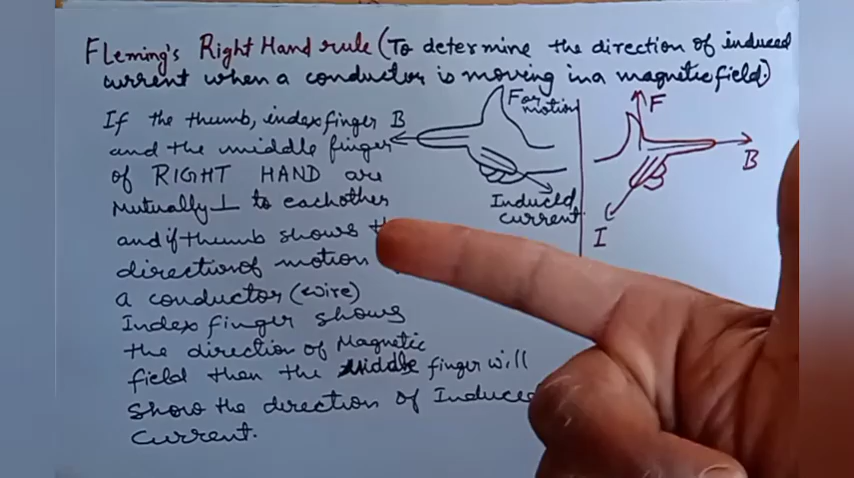 Fleming's Right Hand rule (To determine the direction of induced
current when a conductor is moving in a magnetic field.)
If the thumb, index finger
and the middle finger
of RIGHT HAND are
Mutually ⊥ to eachother
and if thumb shows
direction of motion
a conductor (wire)
Index finger shows
the direction of Magnetic
field then the middle finger will
show the direction of Induced
current.
B
F or
motion
Induced
current
F
B
I